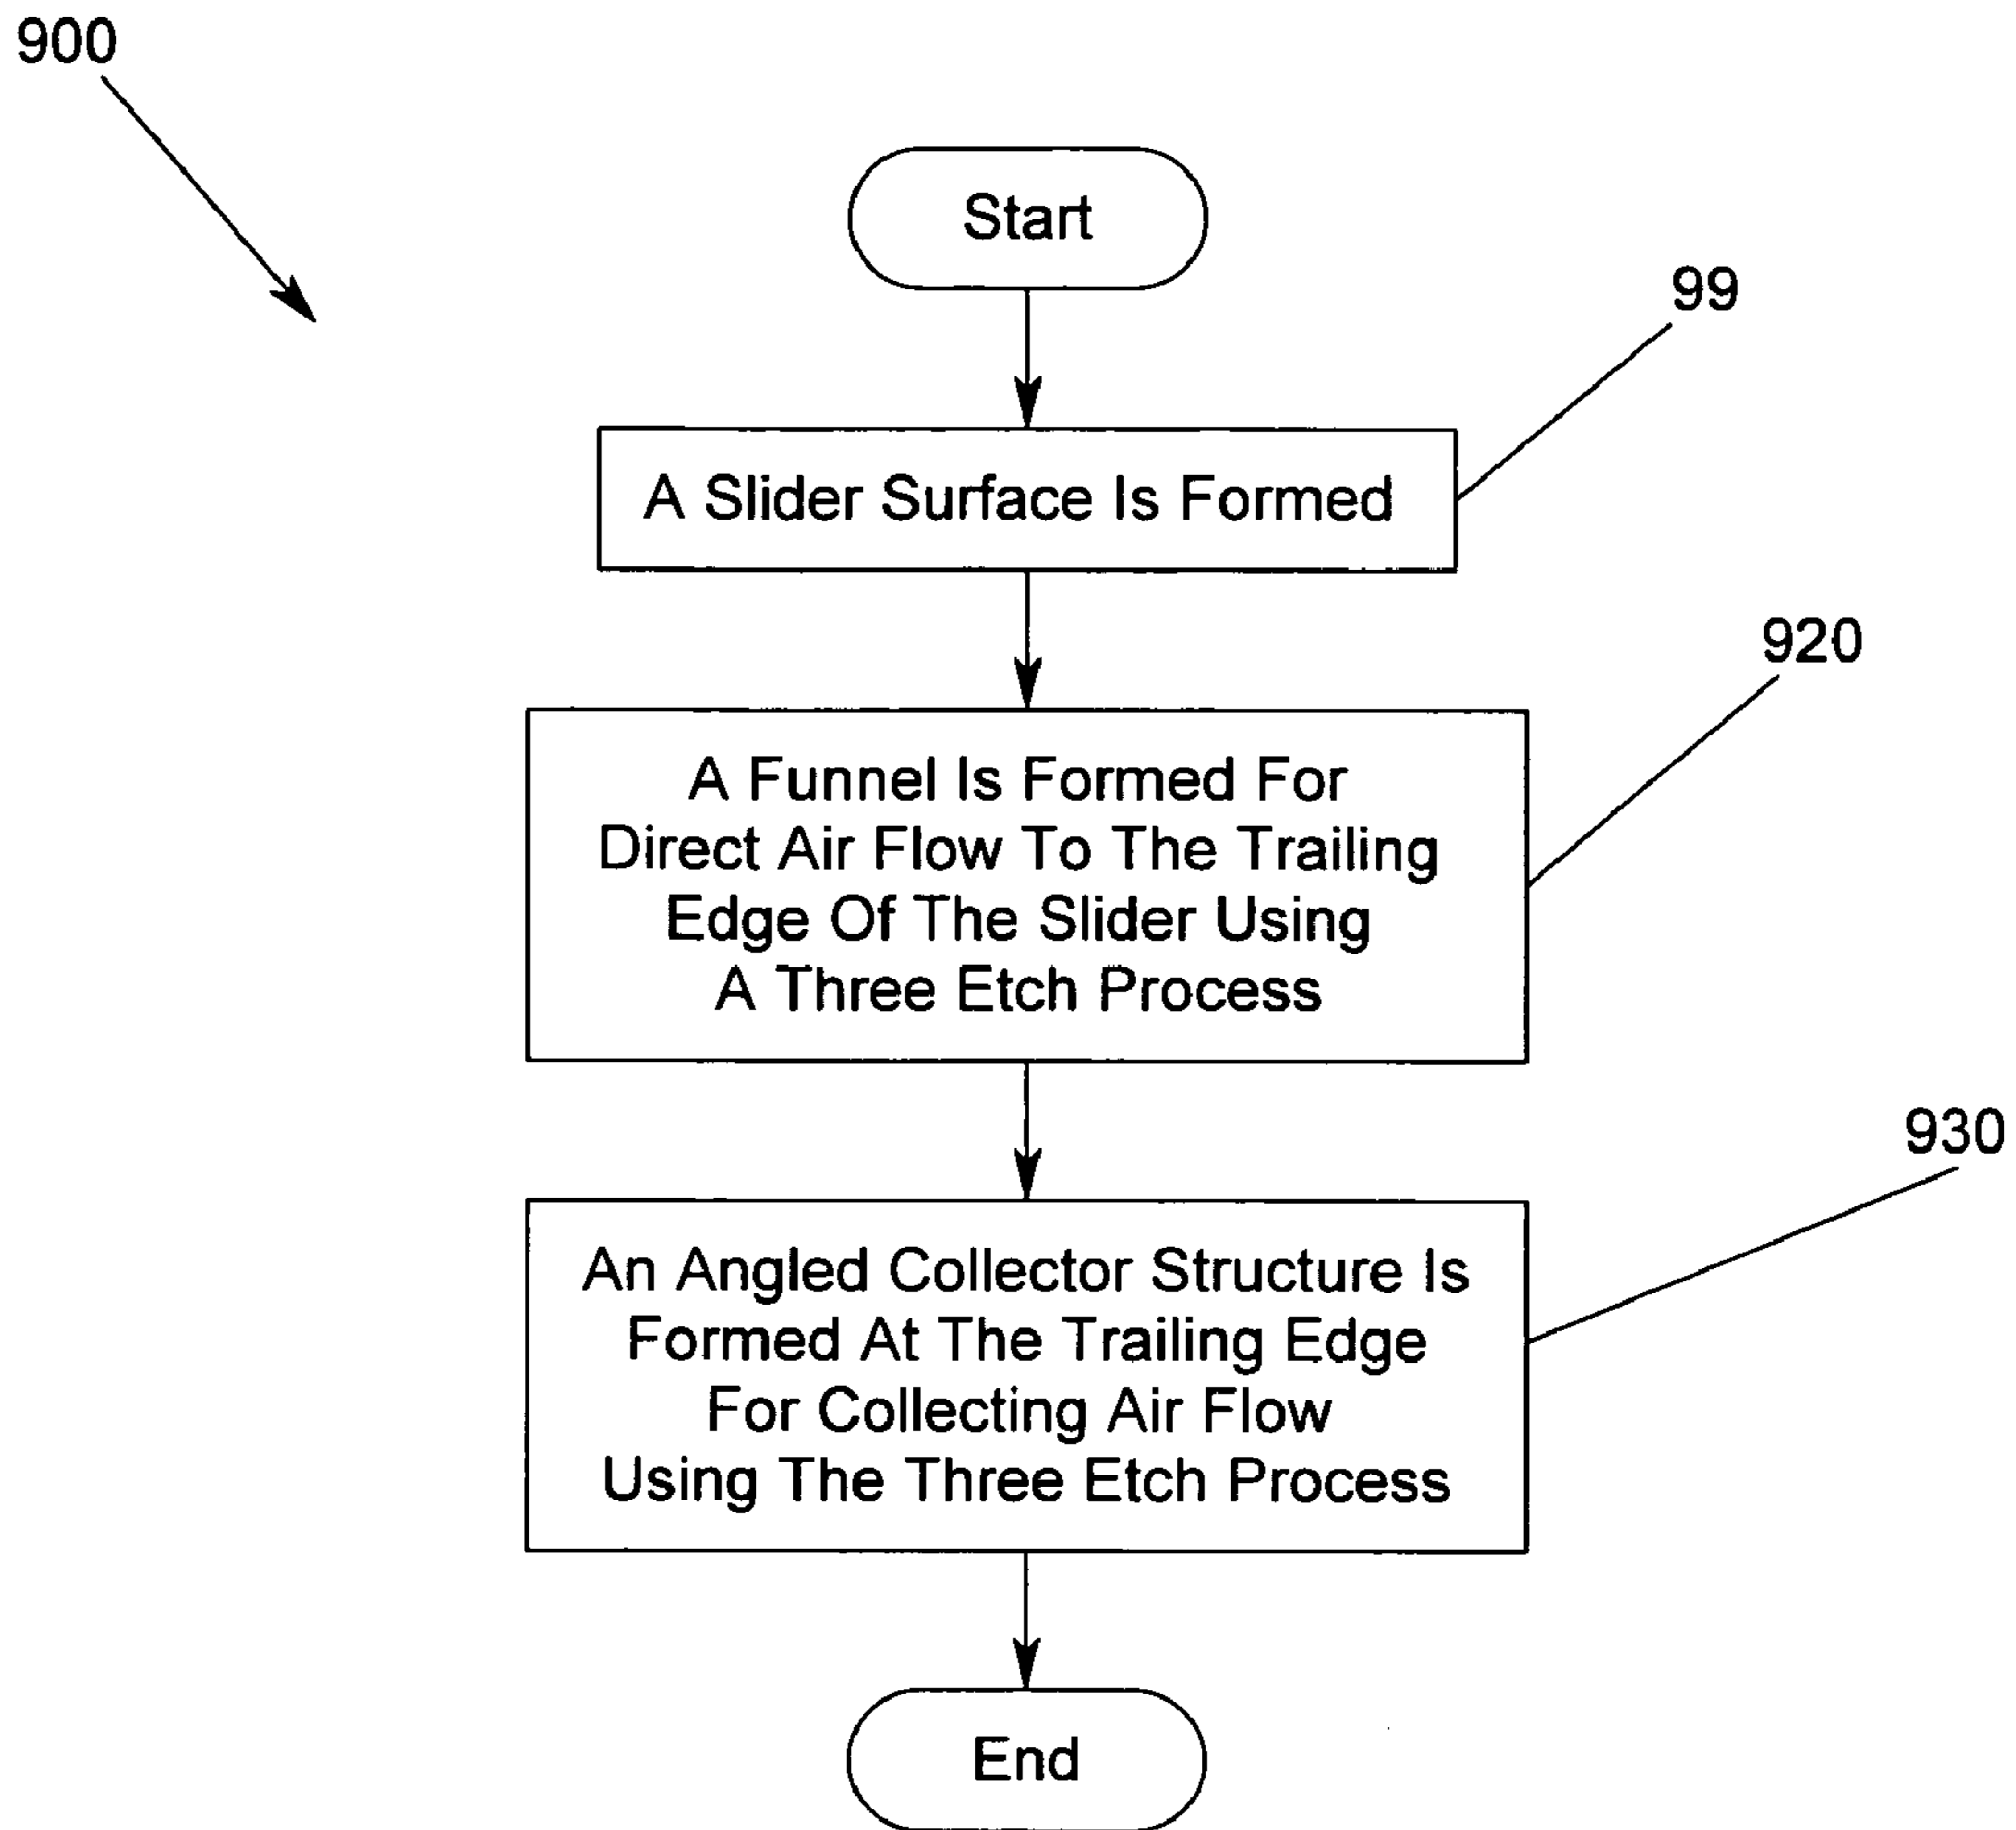 900
Start
99
A Slider Surface Is Formed
920
A Funnel Is Formed For
Direct Air Flow To The Trailing
Edge Of The Slider Using
A Three Etch Process
930
An Angled Collector Structure Is
Formed At The Trailing Edge
For Collecting Air Flow
Using The Three Etch Process
End